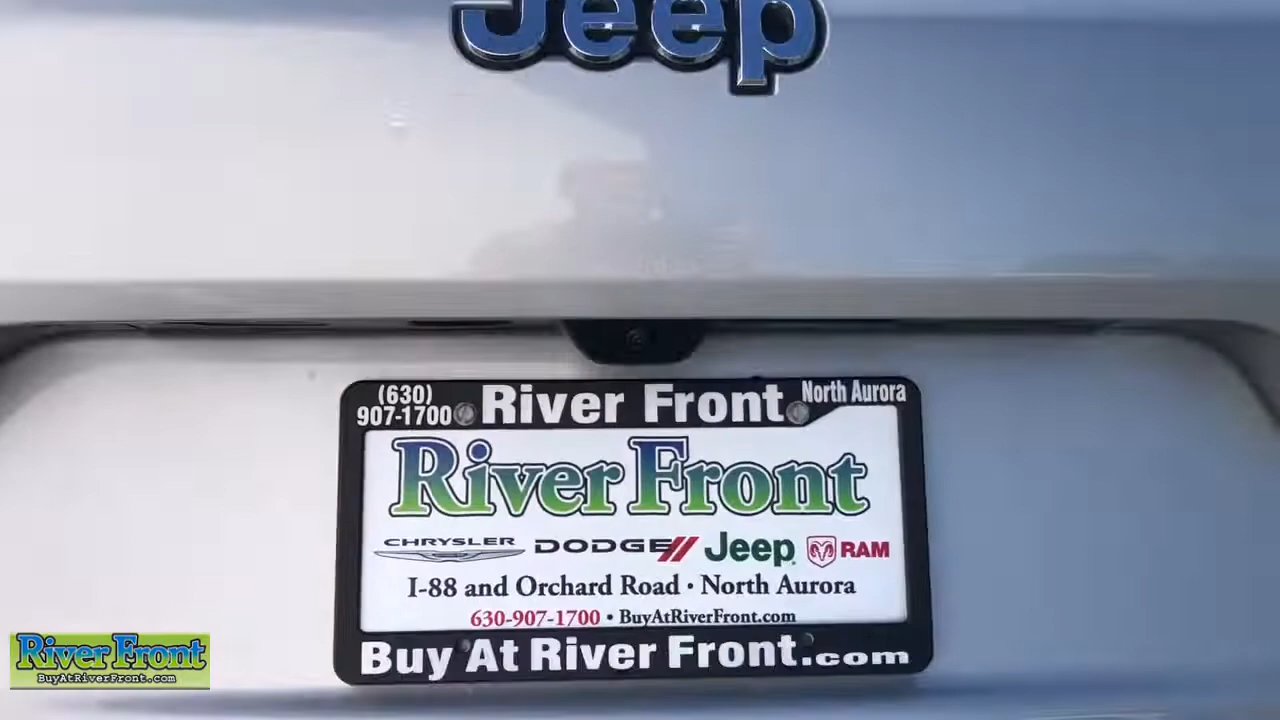 Jeep
(630)
907-1700
River Front
North Aurora
River Front
CHRYSLER DODGE Jeep RAM
I-88 and Orchard Road • North Aurora
630-907-1700 • BuyAtRiverFront.com
Buy At River Front.com
River Front
BuyAtRiverFront.com